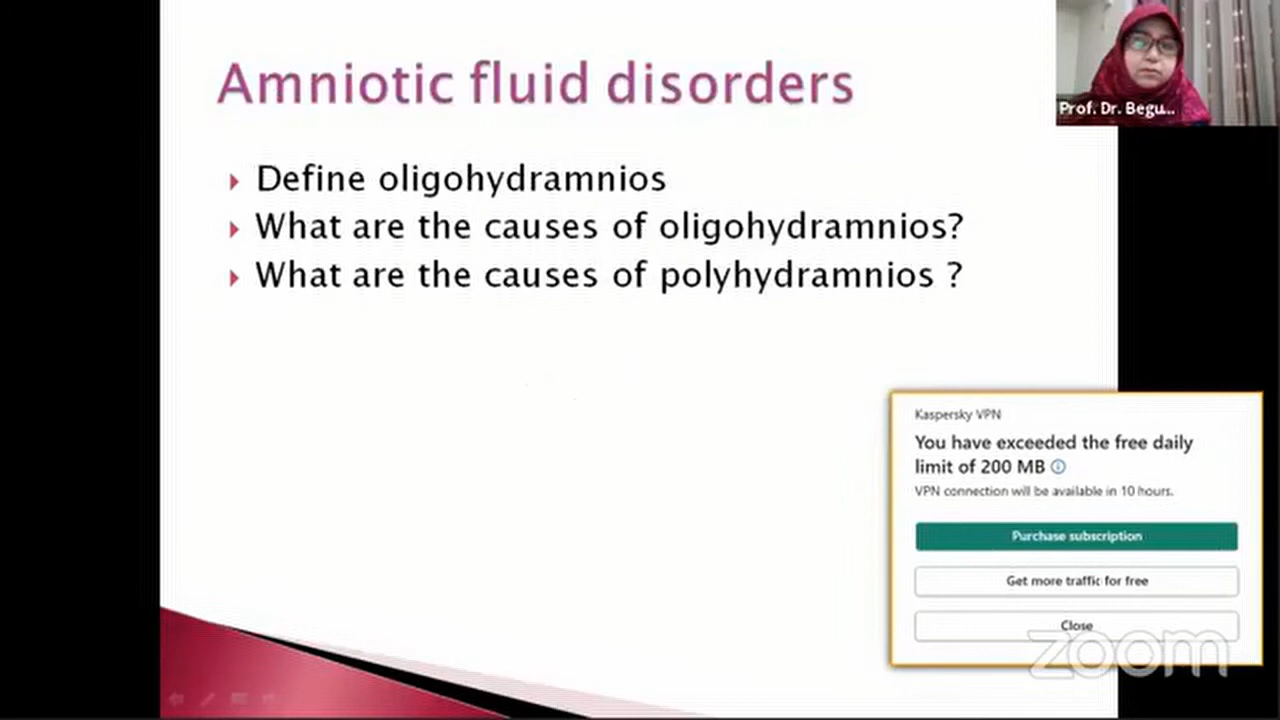 Amniotic fluid disorders
Prof. Dr. Begu...
Define oligohydramnios
What are the causes of oligohydramnios?
What are the causes of polyhydramnios ?
Kaspersky VPN
You have exceeded the free daily
limit of 200 MB
VPN connection will be available in 10 hours.
Purchase subscription
Get more traffic for free
Close
zoom